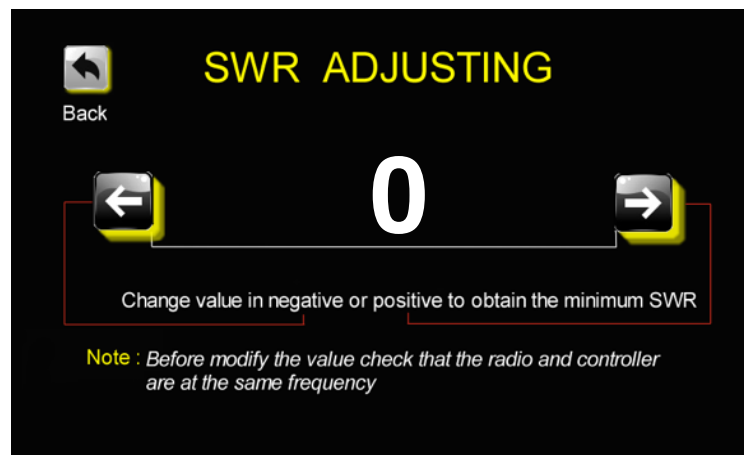 SWR ADJUSTING
Back
0
Change value in negative or positive to obtain the minimum SWR
Note : Before modify the value check that the radio and controller
are at the same frequency